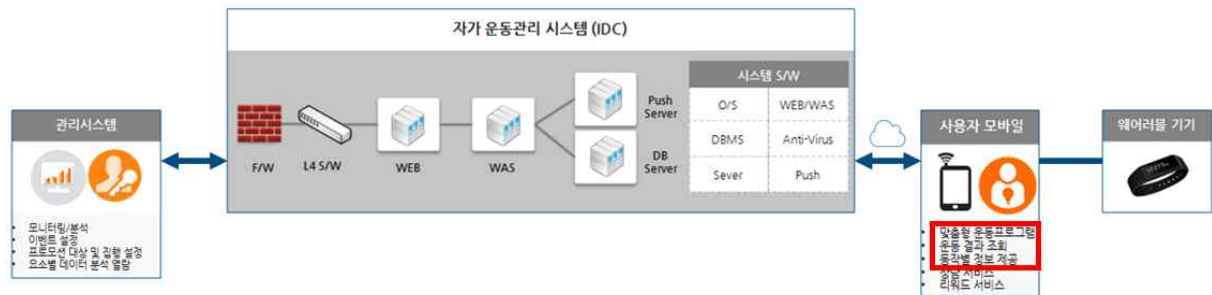 자가 운동관리 시스템 (IDC)
관리시스템
• 모니터링/분석
• 이벤트 설정
• 프로모션 대상 및 집행 설정
• 요소별 데이터 분석 열람
F/W
L4 S/W
WEB
WAS
Push Server
DB Server
시스템 S/W
O/S
WEB/WAS
DBMS
Anti-Virus
Sever
Push
사용자 모바일
• 맞춤형 운동프로그램
• 운동 결과 조회
• 동작별 정보 제공
• 상담 서비스
• 리워드 서비스
웨어러블 기기